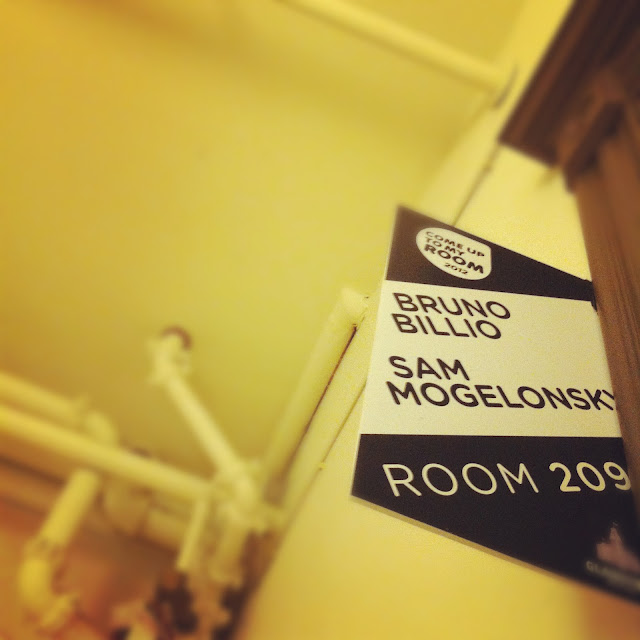 COME UP
TO MY
ROOM
2012
BRUNO
BILLIO
SAM
MOGELONSKY
ROOM 209